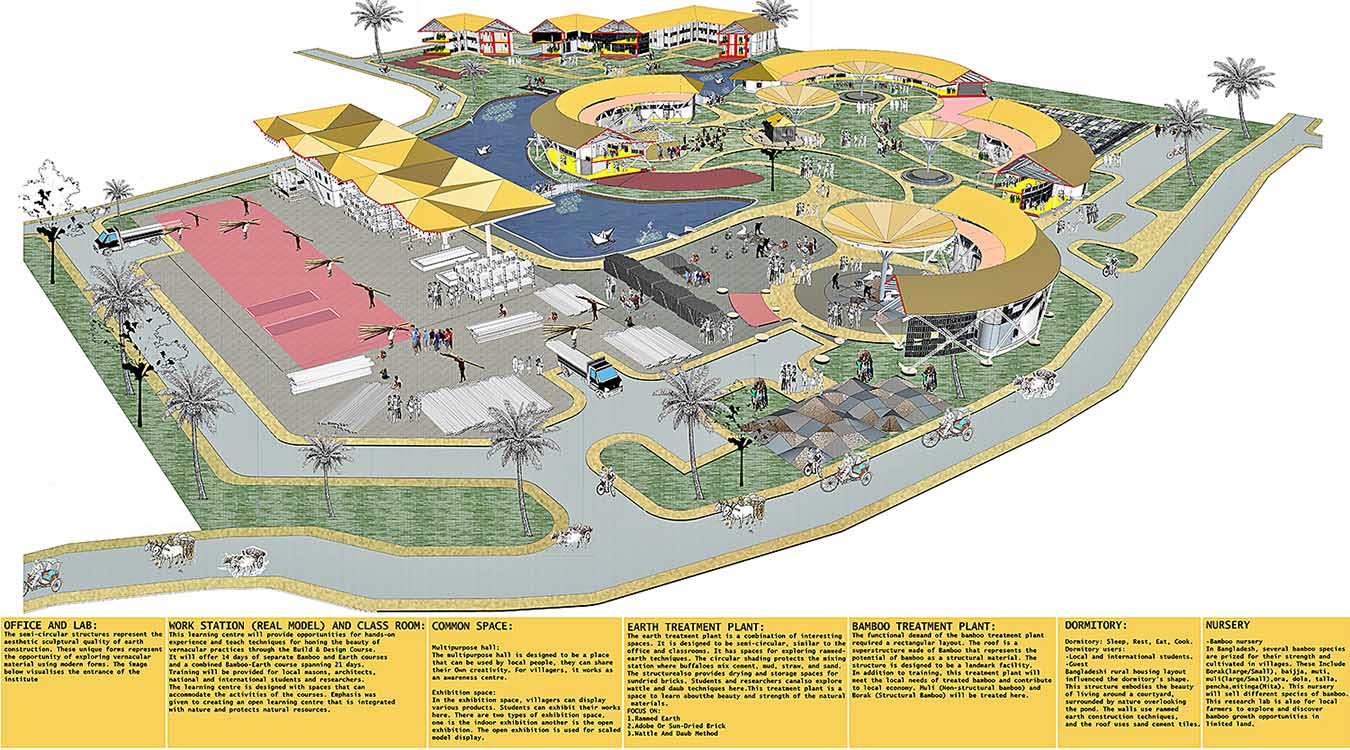 OFFICE AND LAB:
The semi-circular structures represent the
aesthetic sculptural quality of earth
construction. These unique forms represent
the opportunity of exploring vernacular
material using modern forms. The image
below visualises the entrance of the
institute
WORK STATION (REAL MODEL) AND CLASS ROOM:
This learning centre will provide opportunities for hands-on
experience and teach techniques for honing the beauty of
vernacular practices through the Build & Design Course.
It will offer 14 days of separate Bamboo and Earth courses
and a combined Bamboo-Earth course spanning 21 days.
Training will be provided for local masons, architects,
national and international students and researchers.
The learning centre is designed with spaces that can
accommodate the activities of the courses. Emphasis was
given to creating an open learning centre that is integrated
with nature and protects natural resources.
COMMON SPACE:
Multipurpose hall:
The multipurpose hall is designed to be a place
that can be used by local people, they can share
their Own creativity. For villagers, it works as
an awareness centre.
Exhibition space:
In the exhibition space, villagers can display
various products. Students can exhibit their works
here. There are two types of exhibition space,
one is the indoor exhibition another is the open
exhibition. The open exhibition is used for scaled
model display.
EARTH TREATMENT PLANT:
The earth treatment plant is a combination of interesting
spaces. It is designed to be semi-circular, similar to the
office and classrooms. It has spaces for exploring rammed-
earth techniques. The circular shading protects the mixing
station where buffaloes mix cement, mud, straw, and sand.
The structurealso provides drying and storage spaces for
sundried bricks. Students and researchers canalso explore
wattle and daub techniques here.This treatment plant is a
space to learn aboutthe beauty and strength of the natural
materials.
FOCUS ON:
1.Rammed Earth
2.Adobe Or Sun-Dried Brick
3.Wattle And Daub Method
BAMBOO TREATMENT PLANT:
The functional demand of the bamboo treatment plant
required a rectangular layout. The roof is a
superstructure made of Bamboo that represents the
potential of bamboo as a structural material. The
structure is designed to be a landmark facility.
In addition to training, this treatment plant will
meet the local needs of treated bamboo and contribute
to local economy. Muli (Non-structural bamboo) and
Borak (Structural Bamboo) will be treated here.
DORMITORY:
Dormitory: Sleep, Rest, Eat, Cook.
Dormitory users:
-Local and international students.
-Guest
Bangladeshi rural housing layout
influenced the dormitory's shape.
This structure embodies the beauty
of living around a courtyard,
surrounded by nature overlooking
the pond. The walls use rammed
earth construction techniques,
and the roof uses sand cement tiles.
NURSERY
-Bamboo nursery
In Bangladesh, several bamboo species
are prized for their strength and
cultivated in villages. These Include
Borak(large/Small), baijja, muti,
muli(large/Small),ora, dola, talla,
pencha,mitinga(Mita). This nursery
will sell different species of bamboo.
This research lab is also for local
farmers to explore and discover
bamboo growth opportunities in
limited land.